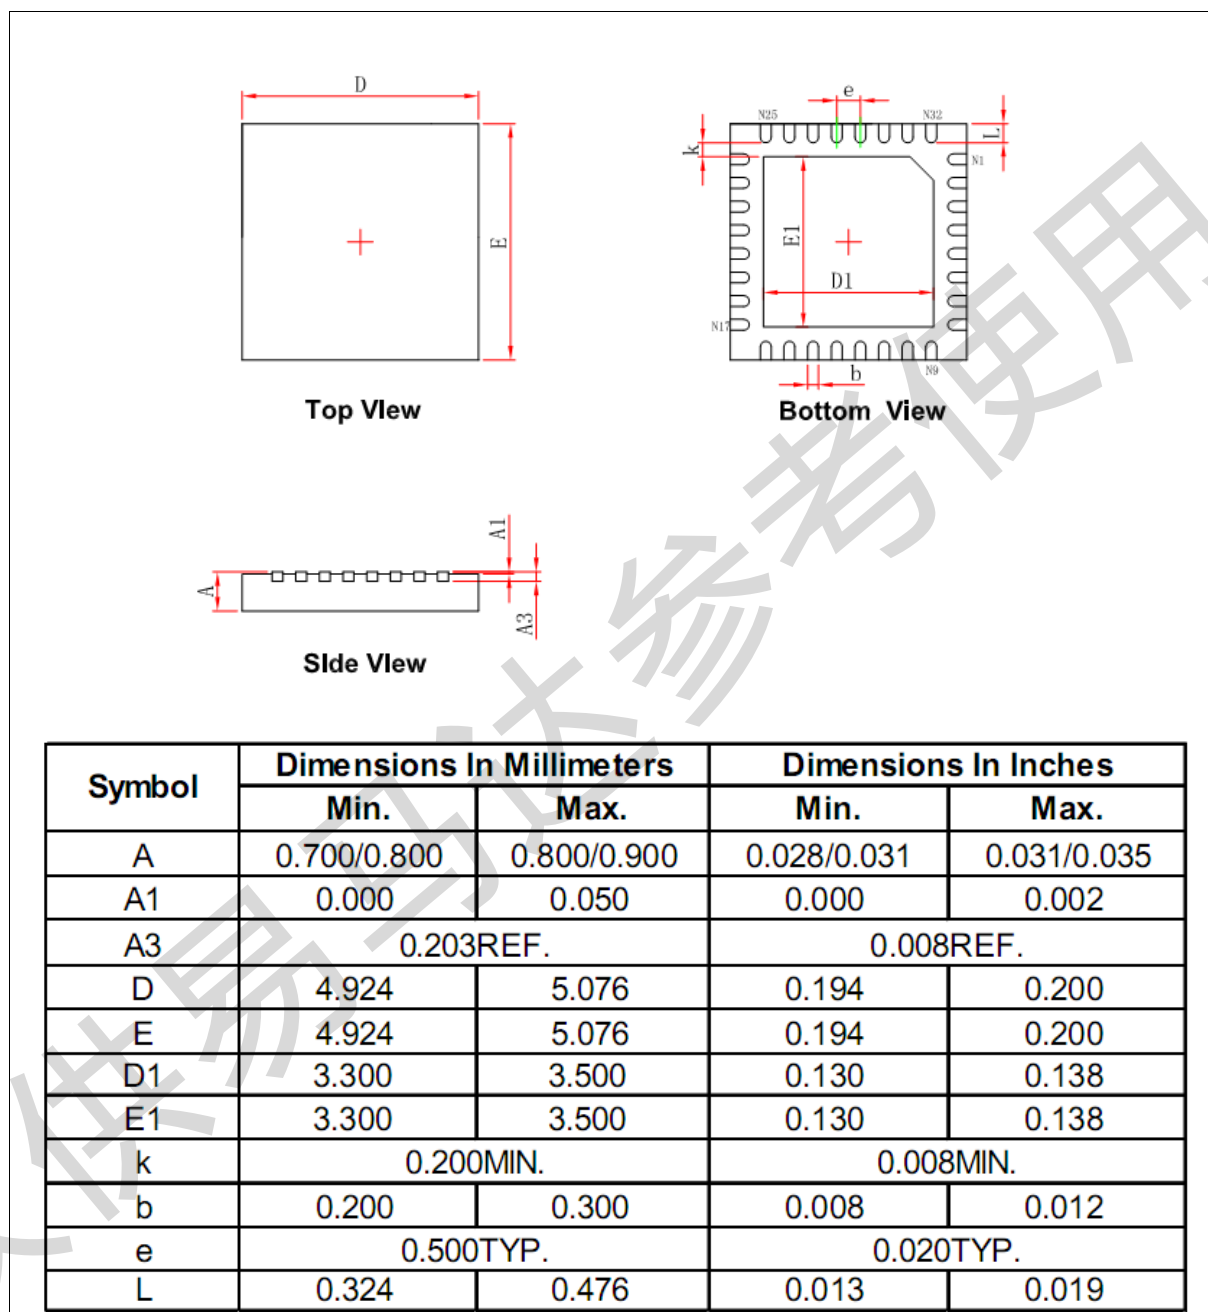 D
e
N25
N32
L
k
N1
E
E1
D1
N17
b
N9
Top VIew
Bottom View
A1
A
A3
SIde VIew
Symbol
Dimensions In Millimeters
Dimensions In Inches
Min.
Max.
Min.
Max.
A 0.700/0.800 0.800/0.900 0.028/0.031 0.031/0.035
A1 0.000 0.050 0.000 0.002
A3 0.203REF. 0.008REF.
D 4.924 5.076 0.194 0.200
E 4.924 5.076 0.194 0.200
D1 3.300 3.500 0.130 0.138
E1 3.300 3.500 0.130 0.138
k 0.200MIN. 0.008MIN.
b 0.200 0.300 0.008 0.012
e 0.500TYP. 0.020TYP.
L 0.324 0.476 0.013 0.019
供易马达参考使用